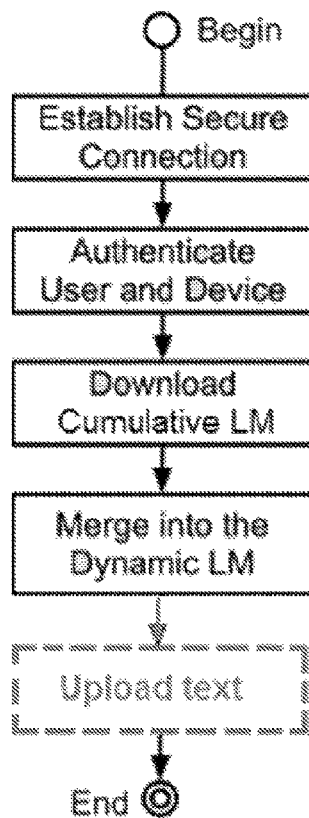 Begin
Establish Secure
Connection
Authenticate
User and Device
Download
Cumulative LM
Merge into the
Dynamic LM
Upload text
End